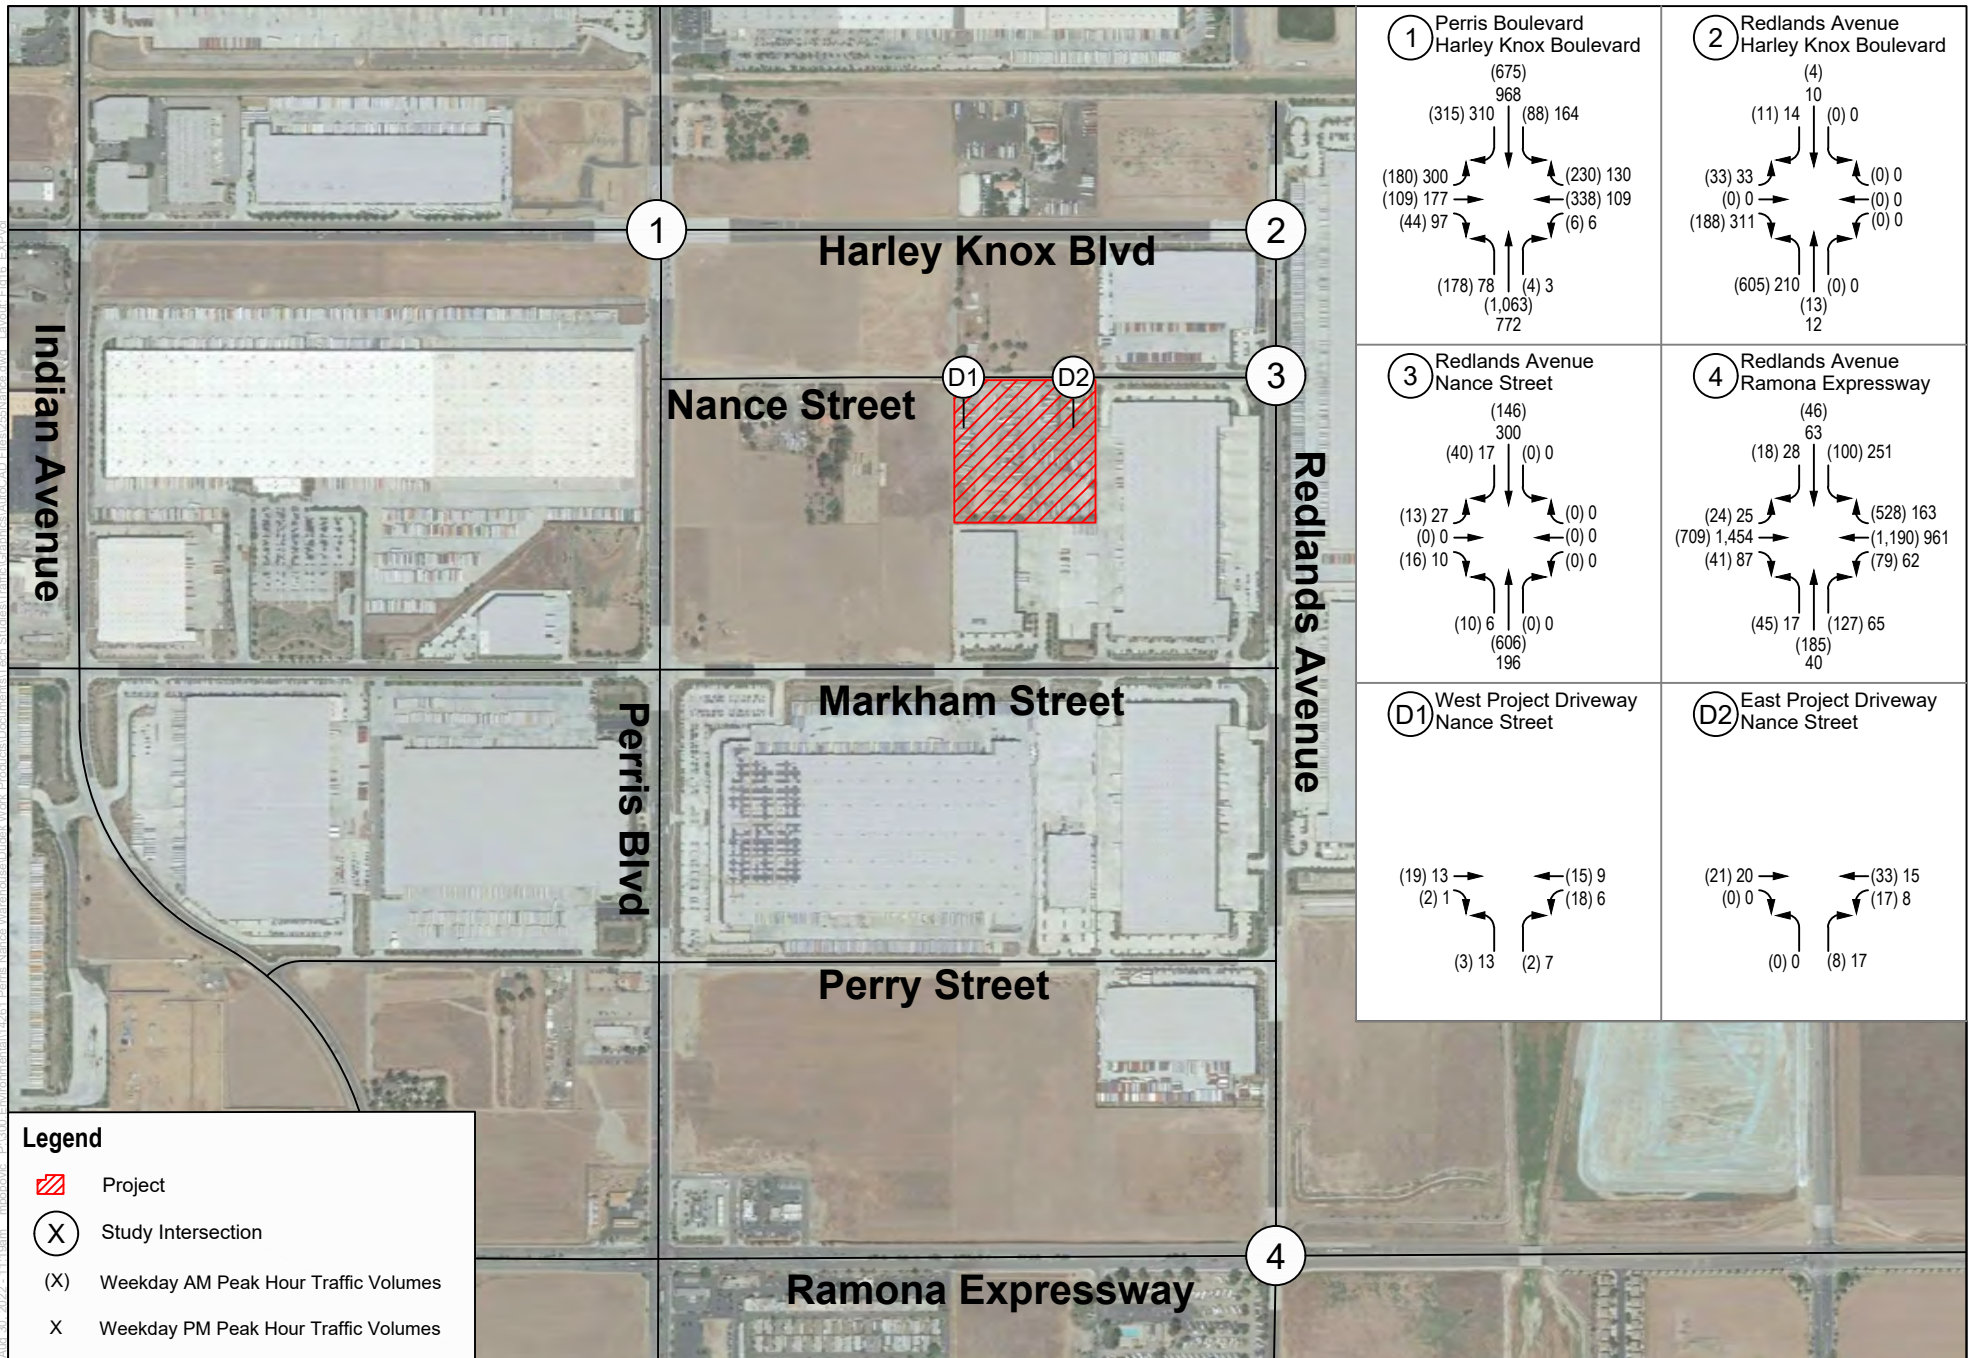 1
Perris Boulevard
Harley Knox Boulevard
(675)
968
(315) 310
(88) 164
(180) 300
(230) 130
(109) 177
(338) 109
(44) 97
(6) 6
(178) 78
(4) 3
(1,063)
772
2
Redlands Avenue
Harley Knox Boulevard
(4)
10
(11) 14
(0) 0
(33) 33
(0) 0
(0) 0
(0) 0
(188) 311
(0) 0
(605) 210
(0) 0
(13)
12
3
Redlands Avenue
Nance Street
(146)
300
(40) 17
(0) 0
(13) 27
(0) 0
(0) 0
(0) 0
(16) 10
(0) 0
(10) 6
(0) 0
(606)
196
4
Redlands Avenue
Ramona Expressway
(46)
63
(18) 28
(100) 251
(24) 25
(528) 163
(709) 1,454
(1,190) 961
(41) 87
(79) 62
(45) 17
(127) 65
(185)
40
D1
West Project Driveway
Nance Street
(19) 13
(15) 9
(2) 1
(18) 6
(3) 13
(2) 7
D2
East Project Driveway
Nance Street
(21) 20
(33) 15
(0) 0
(17) 8
(0) 0
(8) 17
1
2
Harley Knox Blvd
D1
D2
3
Nance Street
Indian Avenue
Redlands Avenue
Markham Street
Perris Blvd
Perry Street
4
Ramona Expressway
Legend
Project
X
Study Intersection
(X)
Weekday AM Peak Hour Traffic Volumes
X
Weekday PM Peak Hour Traffic Volumes